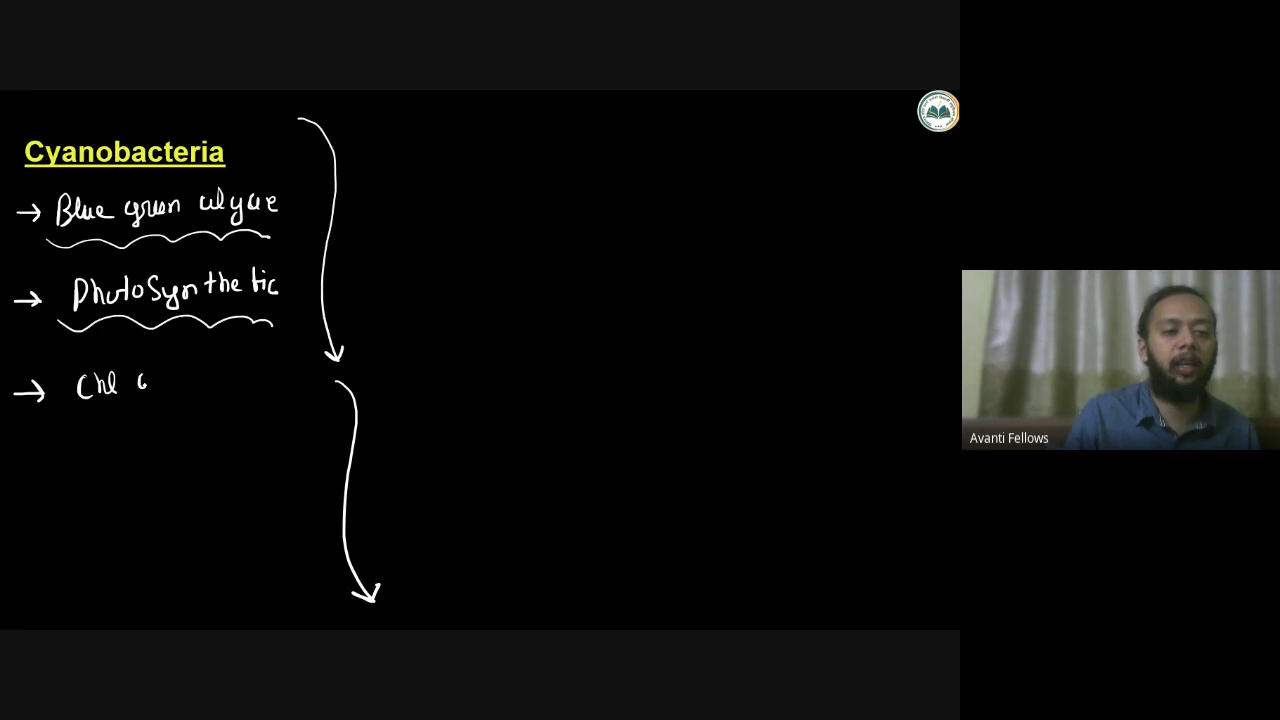 Cyanobacteria
→ Blue green algae
→ PhotoSynthetic
→ Chl
Avanti Fellows